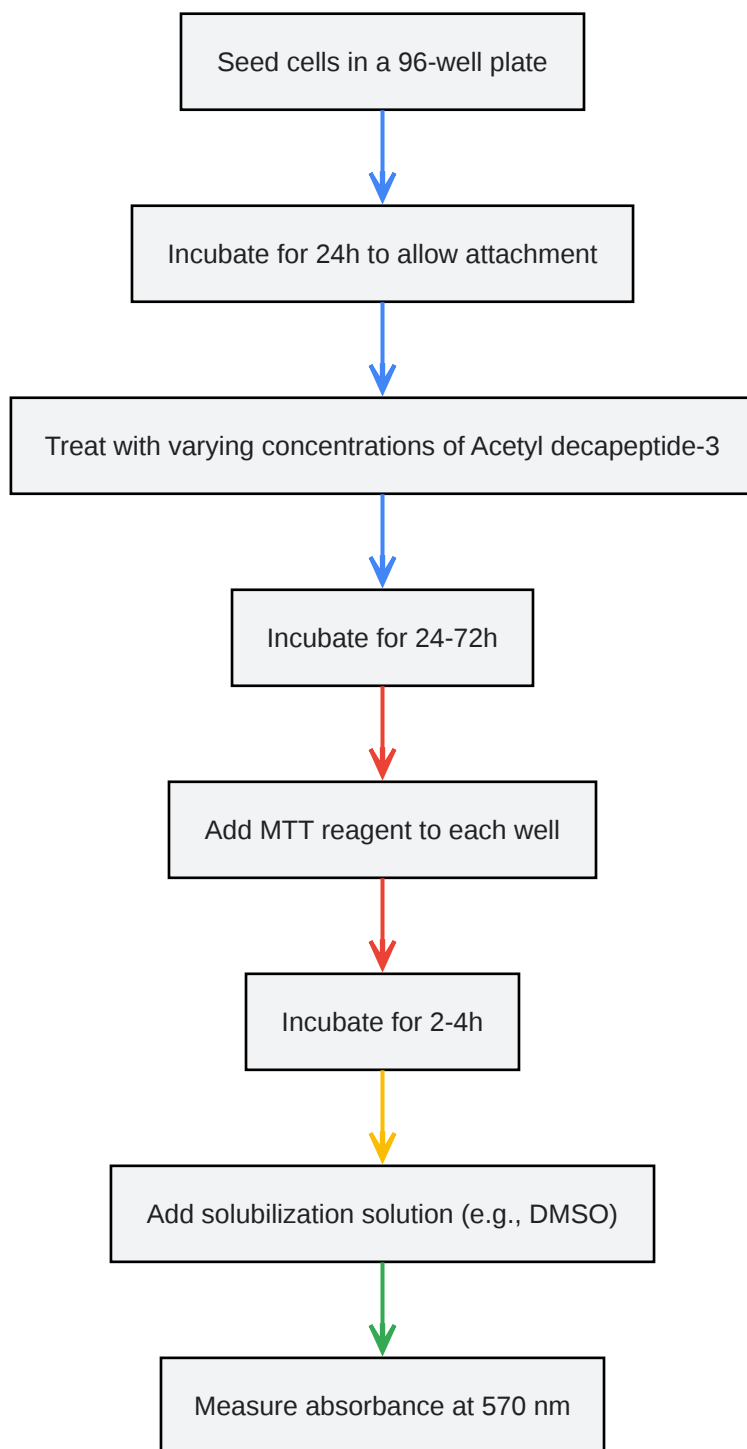 Seed cells in a 96-well plate
Incubate for 24h to allow attachment
Treat with varying concentrations of Acetyl decapeptide-3
Incubate for 24-72h
Add MTT reagent to each well
Incubate for 2-4h
Add solubilization solution (e.g., DMSO)
Measure absorbance at 570 nm